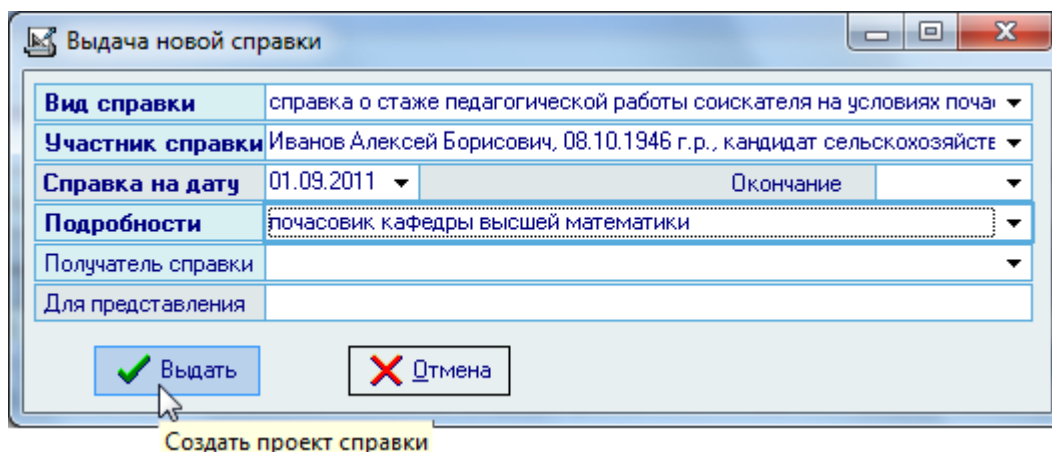 Выдача новой справки
Вид справки справка о стаже педагогической работы соискателя на условиях
Участник справки Иванов Алексей Борисович, 08.10.1946 г.р., кандидат
Справка на дату 01.09.2011 Окончание
Подробности почасовик кафедры высшей математики
Получатель справки
Для представления
Выдать Отмена
Создать проект справки